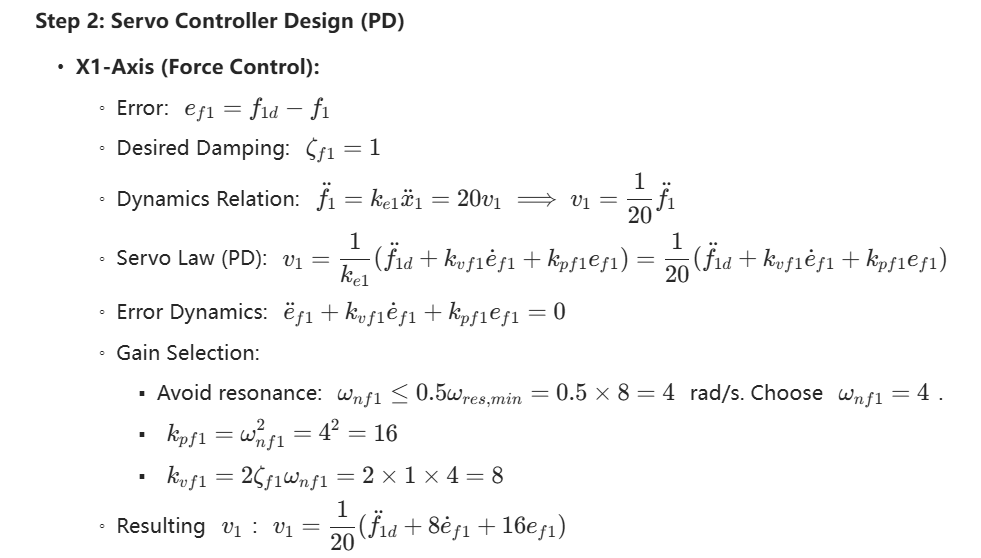 Step 2: Servo Controller Design (PD)
• X1-Axis (Force Control):
◦ Error: $e_{f1} = f_{1d} - f_1$
◦ Desired Damping: $\zeta_{f1} = 1$
◦ Dynamics Relation: $\ddot{f}_1 = k_{e1}\ddot{x}_1 = 20v_1 \implies v_1 = \frac{1}{20}\ddot{f}_1$
◦ Servo Law (PD): $v_1 = \frac{1}{k_{e1}}(\ddot{f}_{1d} + k_{vf1}\dot{e}_{f1} + k_{pf1}e_{f1}) = \frac{1}{20}(\ddot{f}_{1d} + k_{vf1}\dot{e}_{f1} + k_{pf1}e_{f1})$
◦ Error Dynamics: $\ddot{e}_{f1} + k_{vf1}\dot{e}_{f1} + k_{pf1}e_{f1} = 0$
◦ Gain Selection:
▪ Avoid resonance: $\omega_{nf1} \leq 0.5\omega_{res,min} = 0.5 \times 8 = 4$ rad/s. Choose $\omega_{nf1} = 4$ .
▪ $k_{pf1} = \omega_{nf1}^2 = 4^2 = 16$
▪ $k_{vf1} = 2\zeta_{f1}\omega_{nf1} = 2 \times 1 \times 4 = 8$
◦ Resulting $v_1$ : $v_1 = \frac{1}{20}(\ddot{f}_{1d} + 8\dot{e}_{f1} + 16e_{f1})$